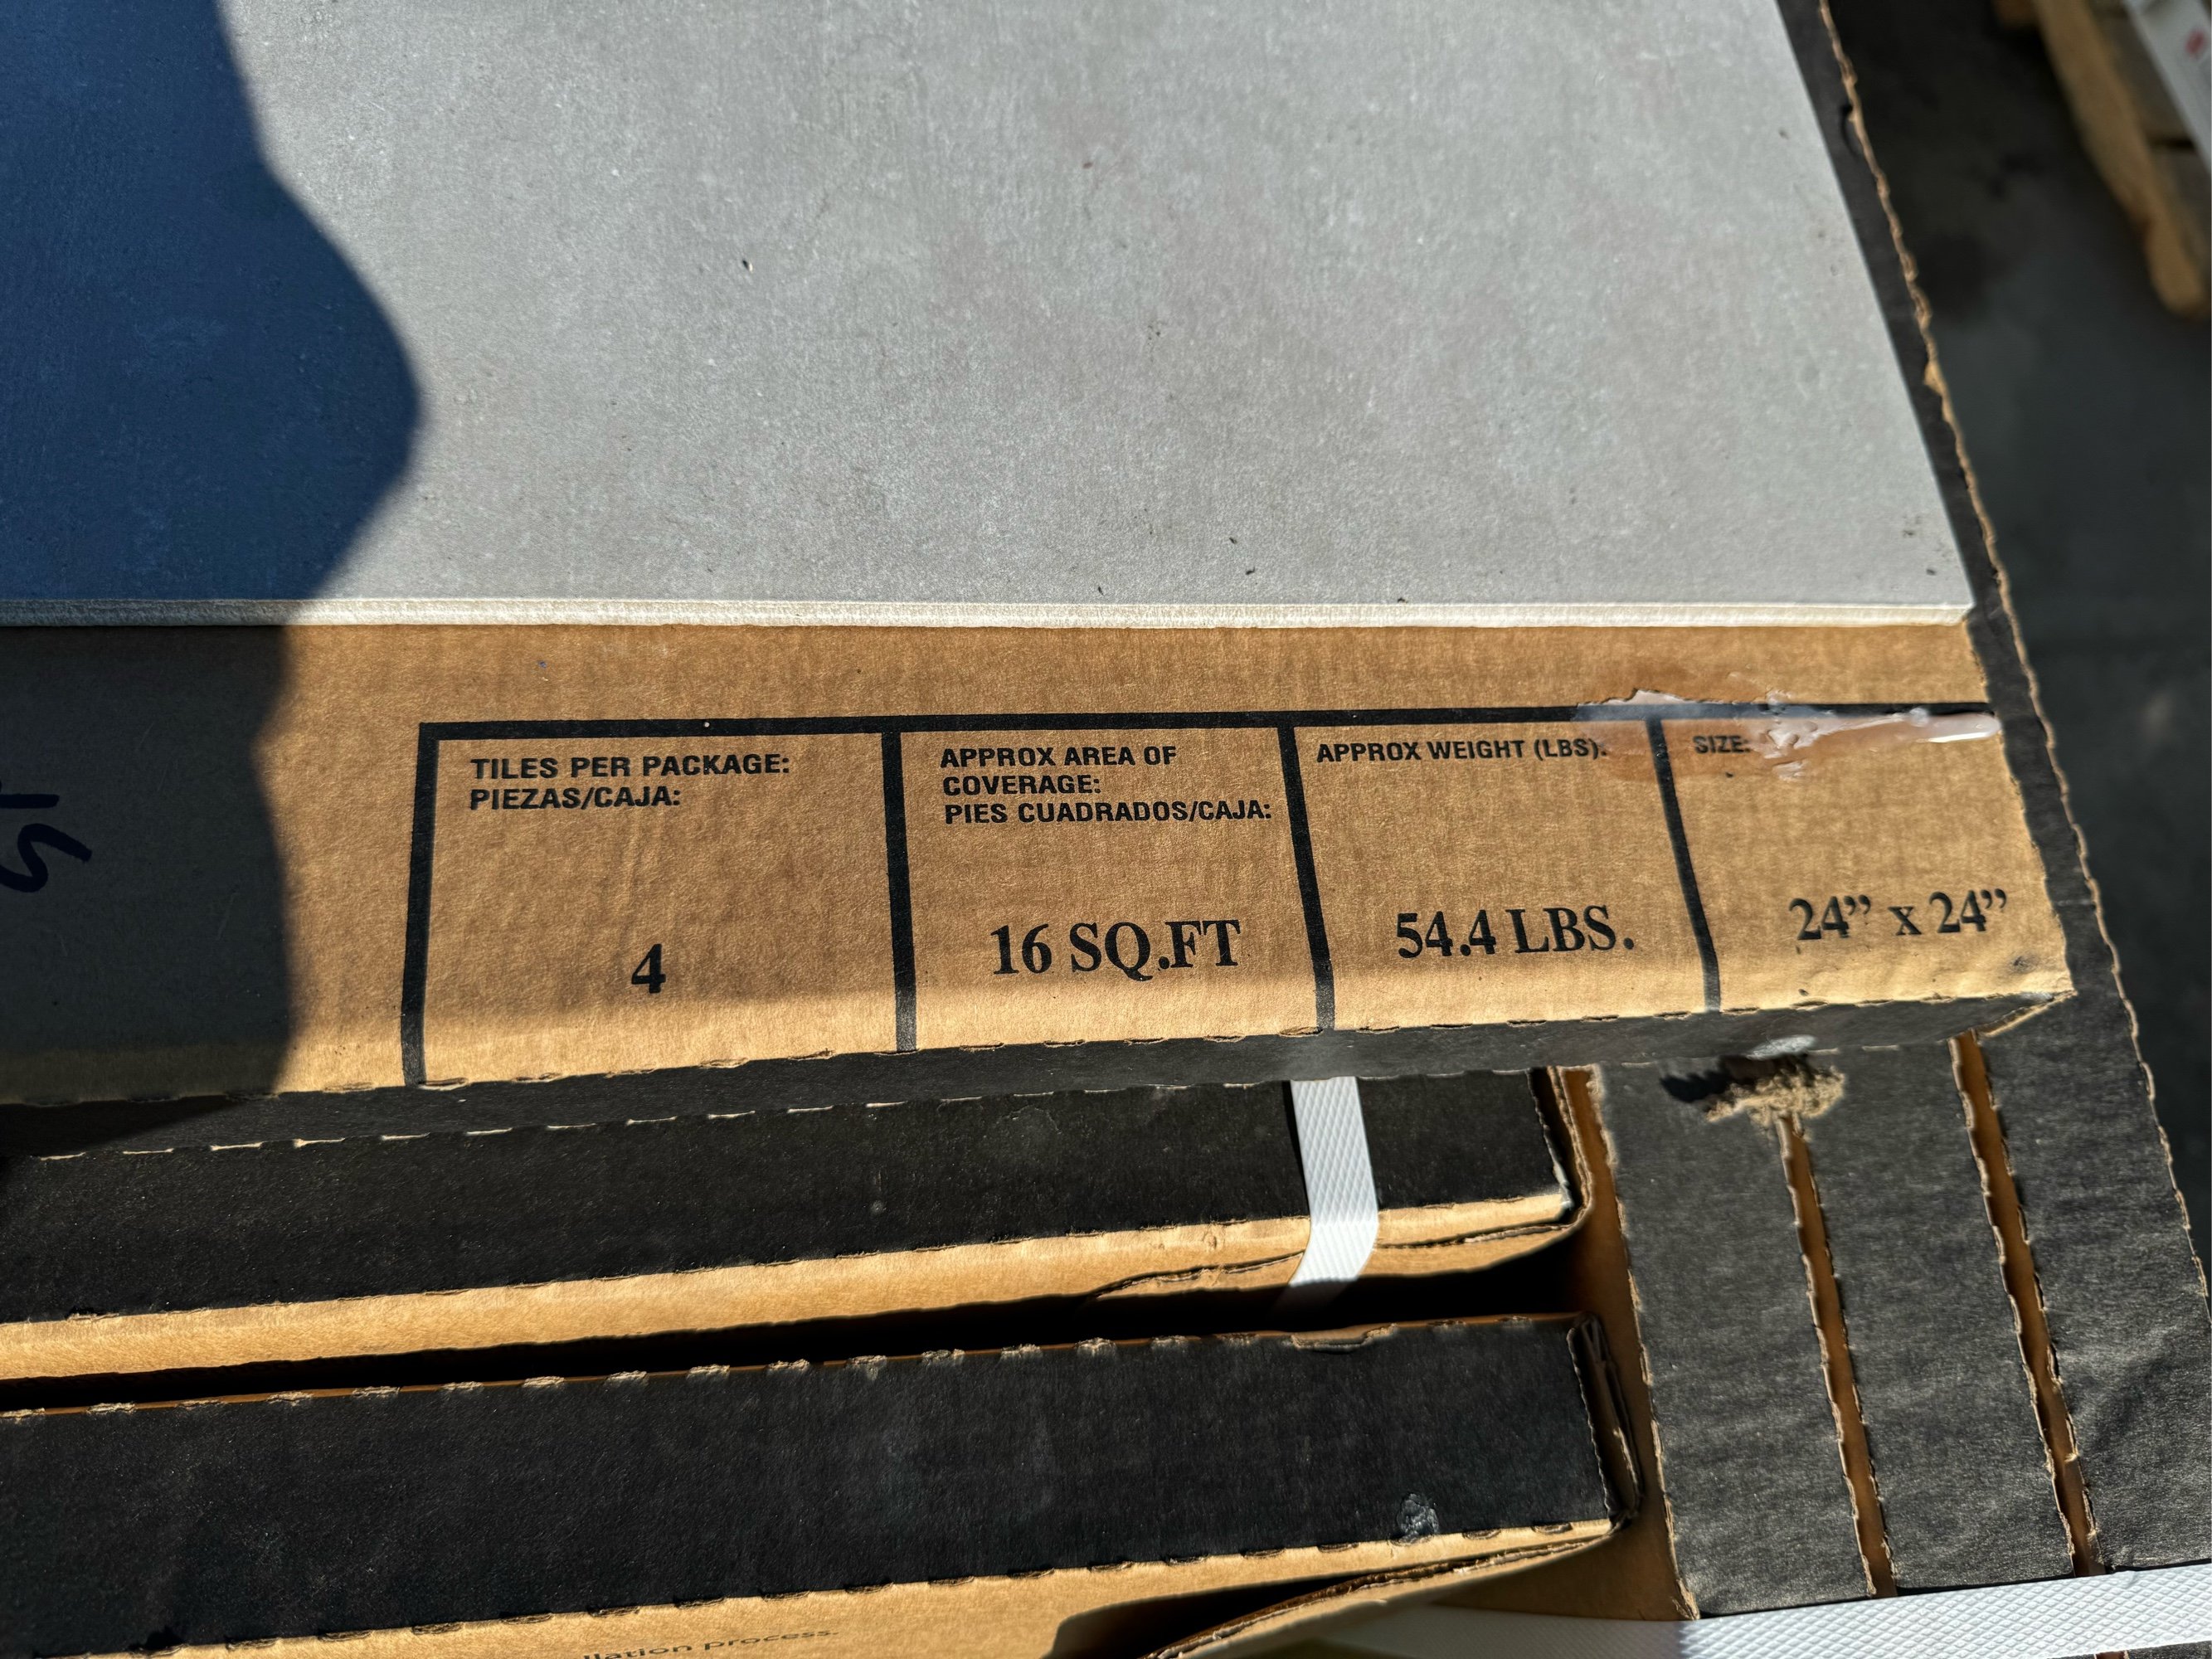 TILES PER PACKAGE:
PIEZAS/CAJA:
4
APPROX AREA OF
COVERAGE:
PIES CUADRADOS/CAJA:
16 SQ.FT
APPROX WEIGHT (LBS):
54.4 LBS.
SIZE:
24” x 24”
process.